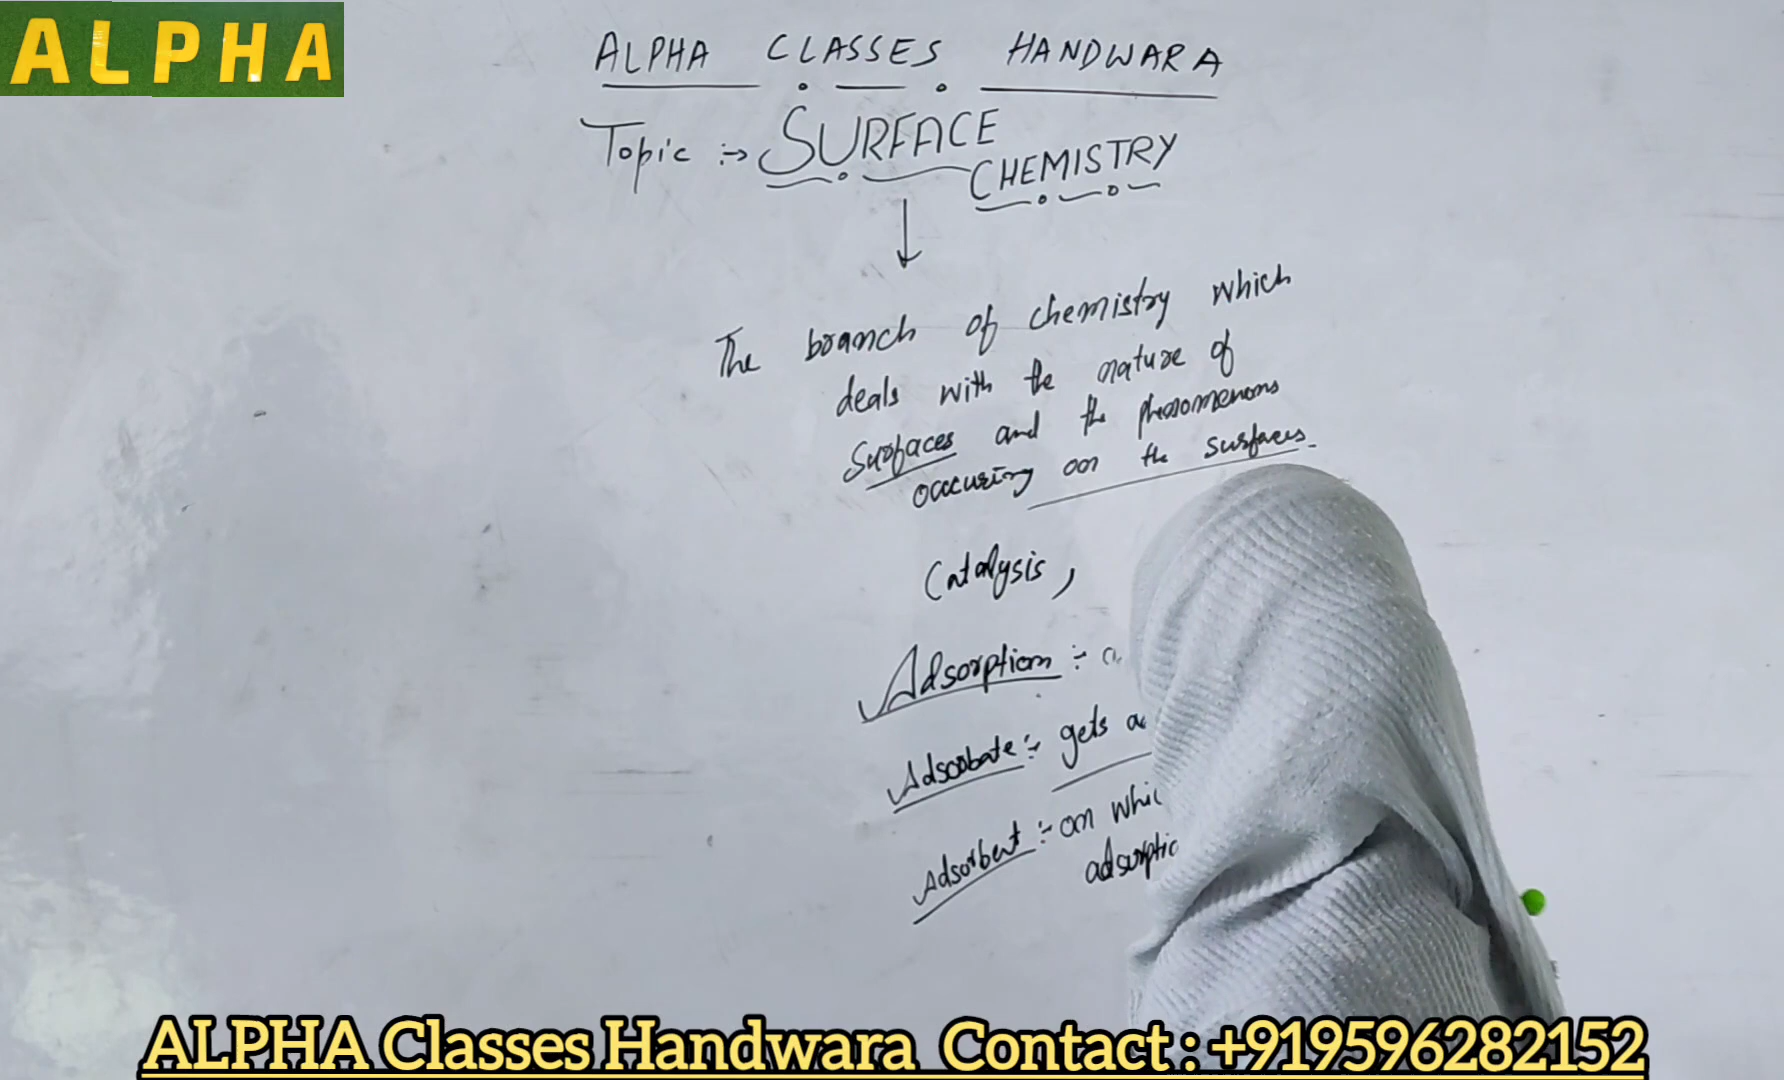 ALPHA
ALPHA CLASSES HANDWARA
Topic :→ SURFACE
CHEMISTRY
The branch of chemistry which
deals with the nature of
Surfaces and the phenomenons
occuring on the surfaces.
Catalysis,
Adsorption :-
Adsorbate :- gets
Adsorbent :- on
ALPHA Classes Handwara Contact : +919596282152